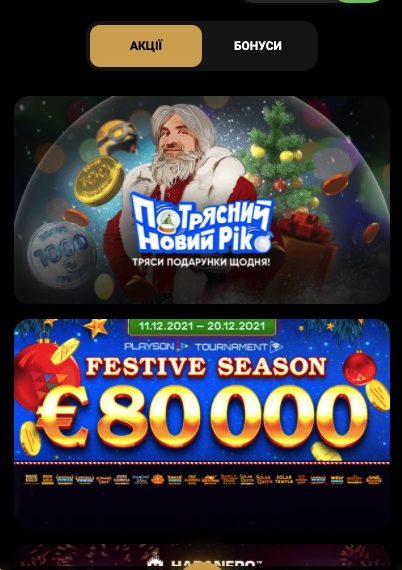 АКЦІЇ
БОНУСИ
100
1000
ПОТРЯСНИЙ
НОВИЙ РІК
ТРЯСИ ПОДАРУНКИ ЩОДНЯ!
11.12.2021 — 20.12.2021
PLAYSON TOURNAMENT
FESTIVE SEASON
€80 000
HABANERO™